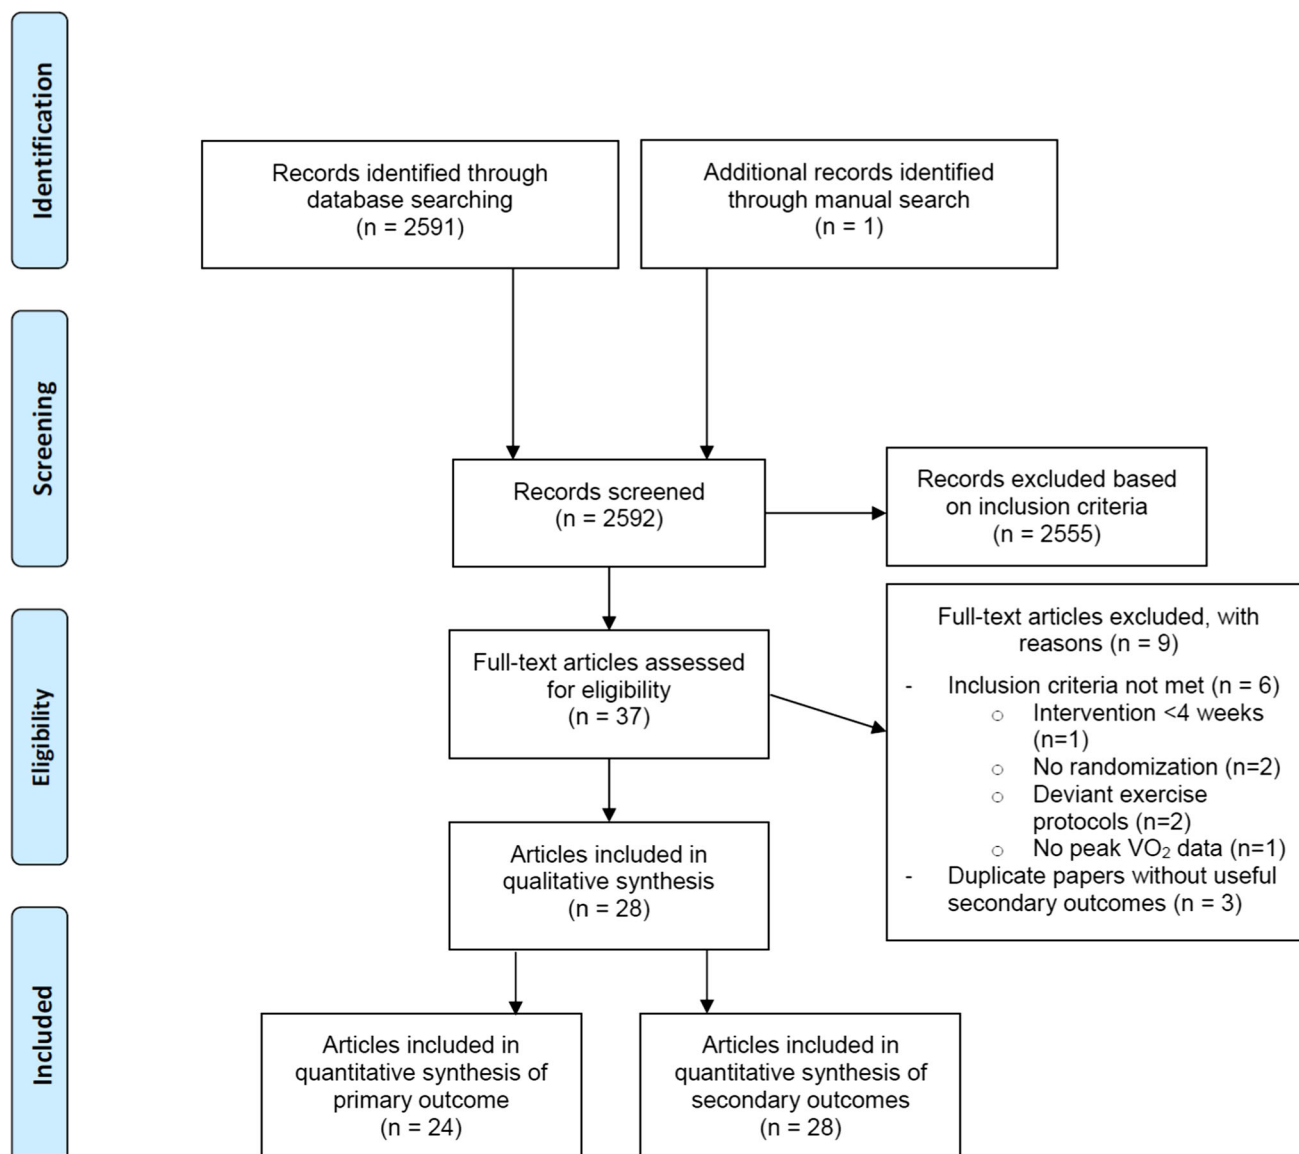 Identification
Records identified through
database searching
(n = 2591)
Additional records identified
through manual search
(n = 1)
Screening
Records screened
(n = 2592)
Records excluded based
on inclusion criteria
(n = 2555)
Eligibility
Full-text articles assessed
for eligibility
(n = 37)
Full-text articles excluded, with
reasons (n = 9)
- Inclusion criteria not met (n = 6)
o Intervention <4 weeks
(n=1)
o No randomization (n=2)
o Deviant exercise
protocols (n=2)
o No peak VO₂ data (n=1)
- Duplicate papers without useful
secondary outcomes (n = 3)
Articles included in
qualitative synthesis
(n = 28)
Included
Articles included in
quantitative synthesis of
primary outcome
(n = 24)
Articles included in
quantitative synthesis of
secondary outcomes
(n = 28)